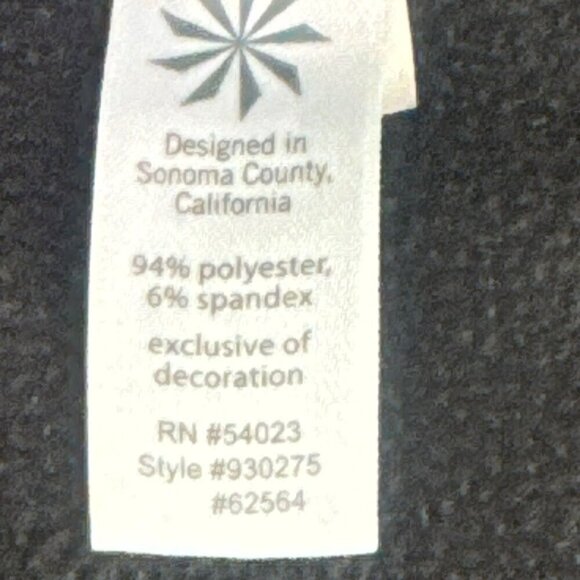 Designed in
Sonoma County,
California
94% polyester,
6% spandex
exclusive of
decoration
RN #54023
Style #930275
#62564